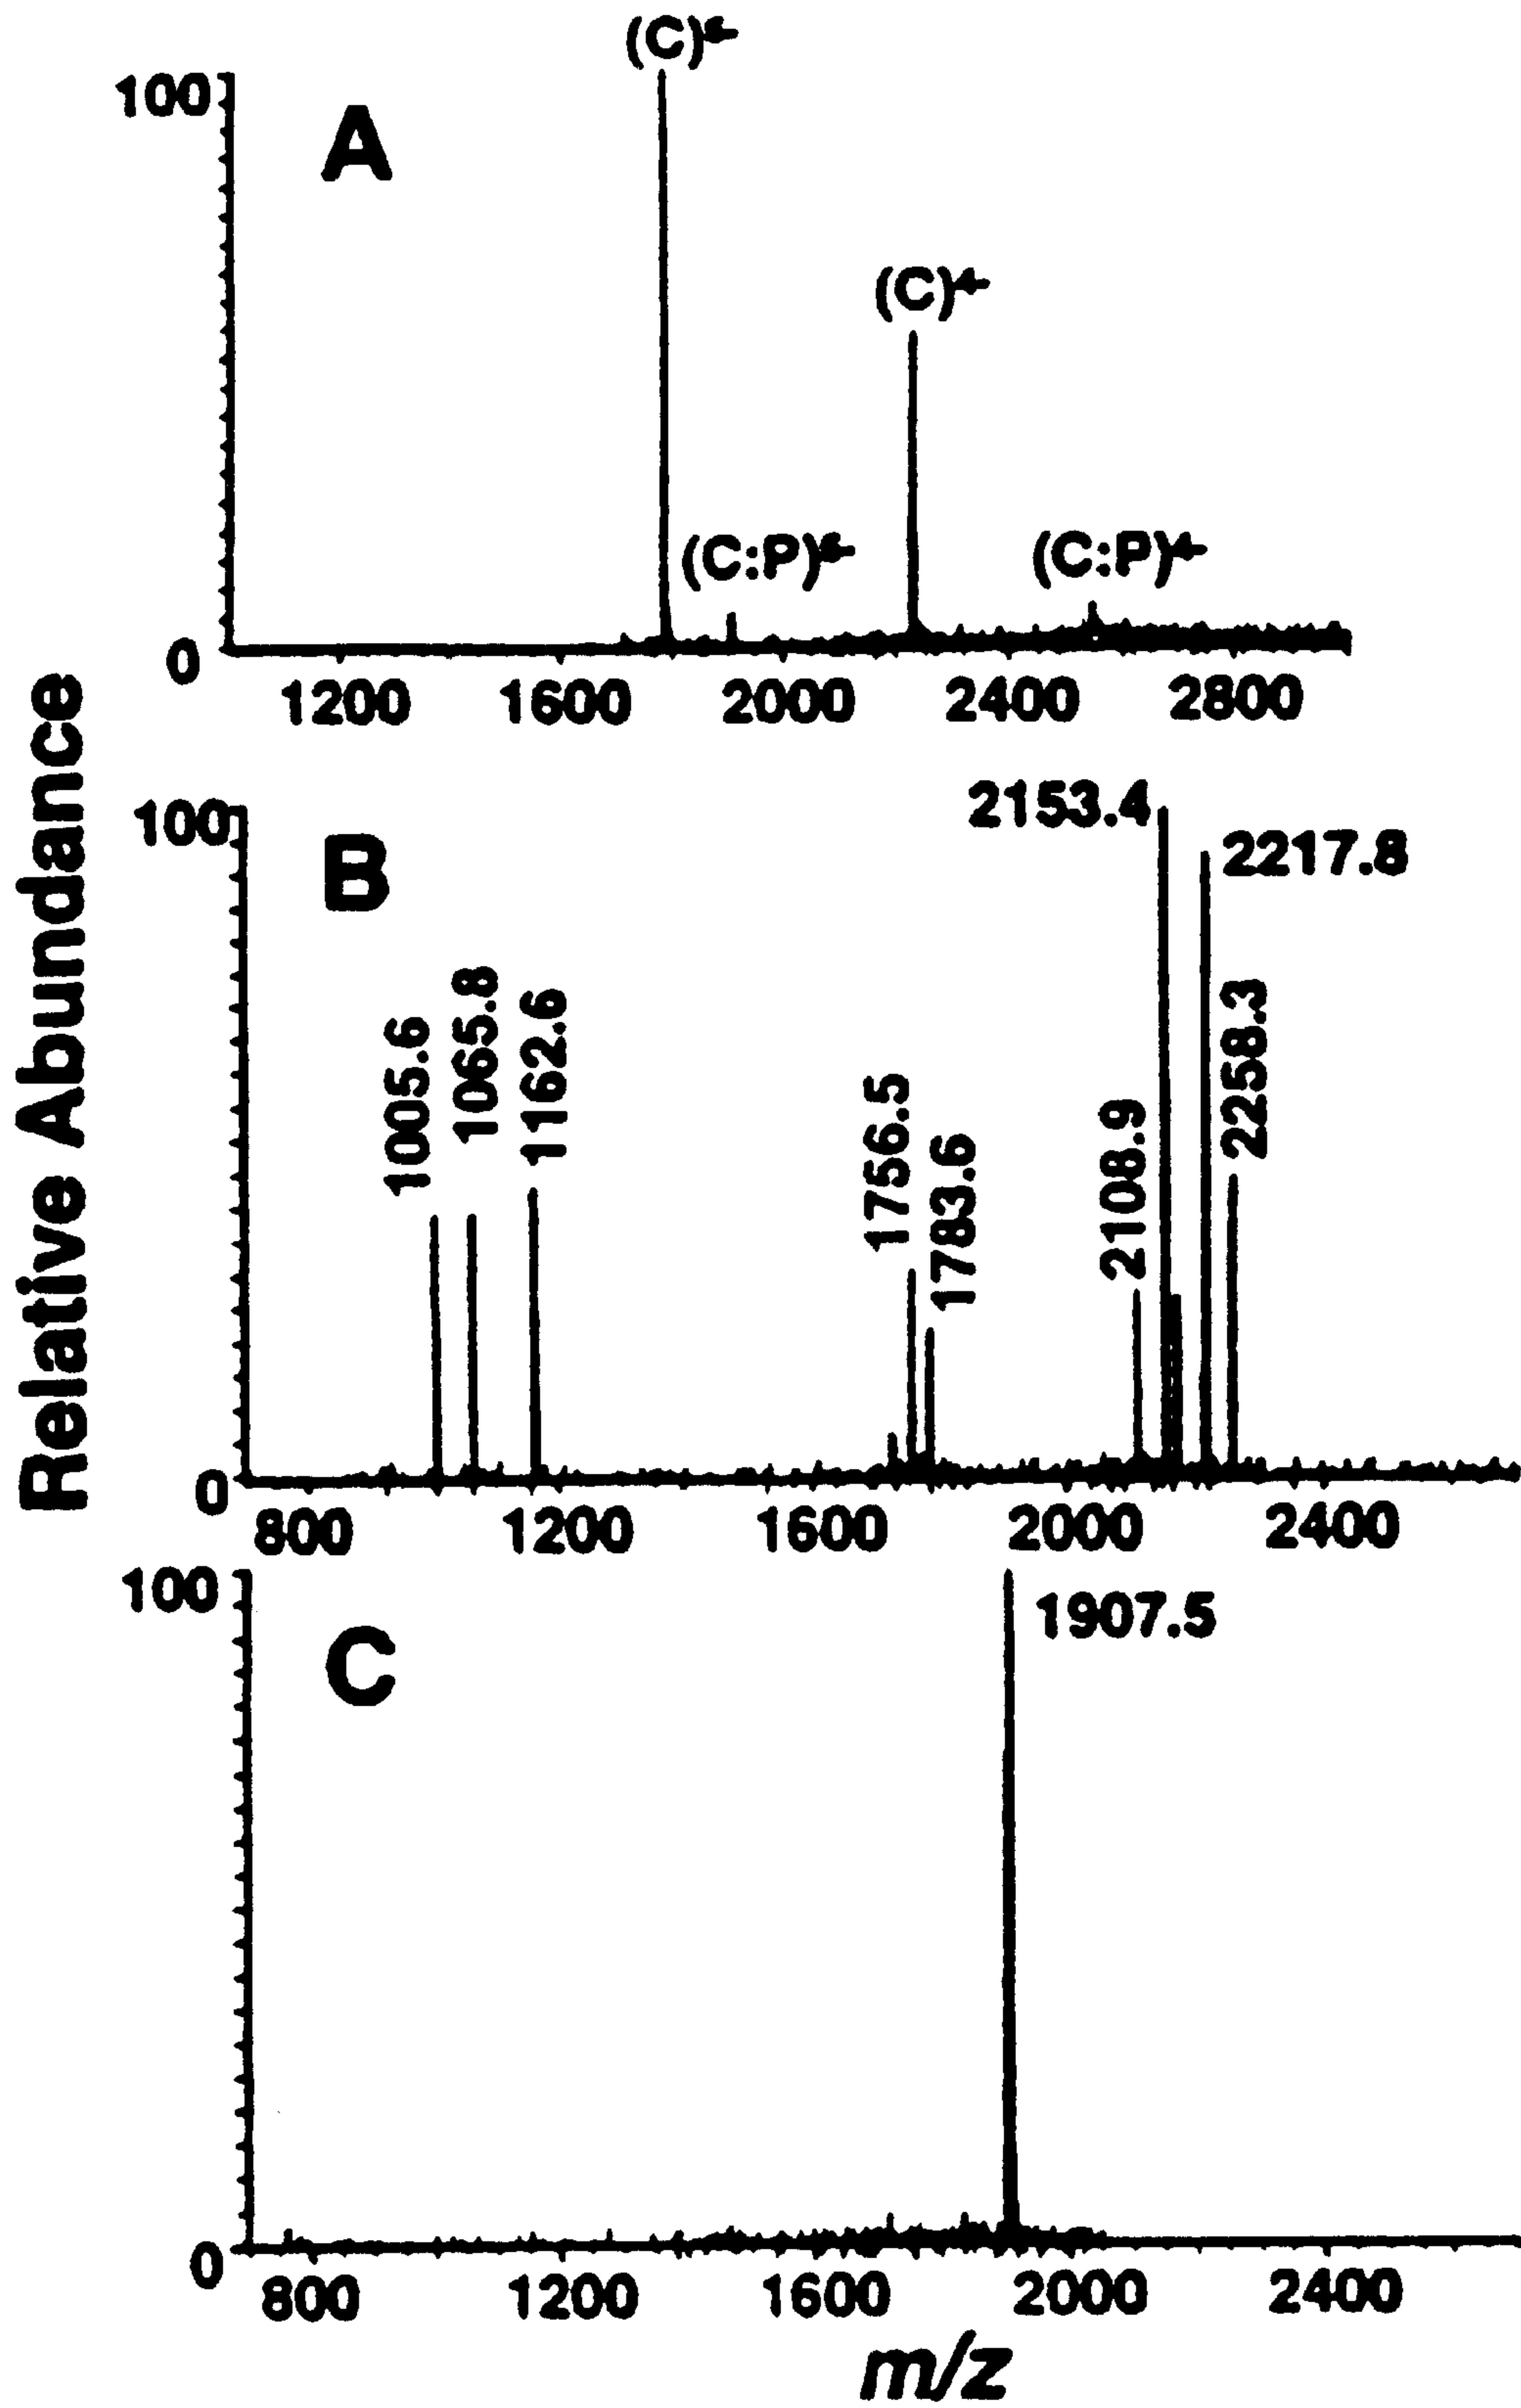 (C)5-
100
A
(C)4-
(C:P)5-
(C:P)4-
0
1200 1600 2000 2400 2800
Relative Abundance
100
B
2153.4
2217.8
1005.6
1065.8
1162.6
1756.5
1783.6
2108.9
2258.3
0
800 1200 1600 2000 2400
100
C
1907.5
0
800 1200 1600 2000 2400
m/z